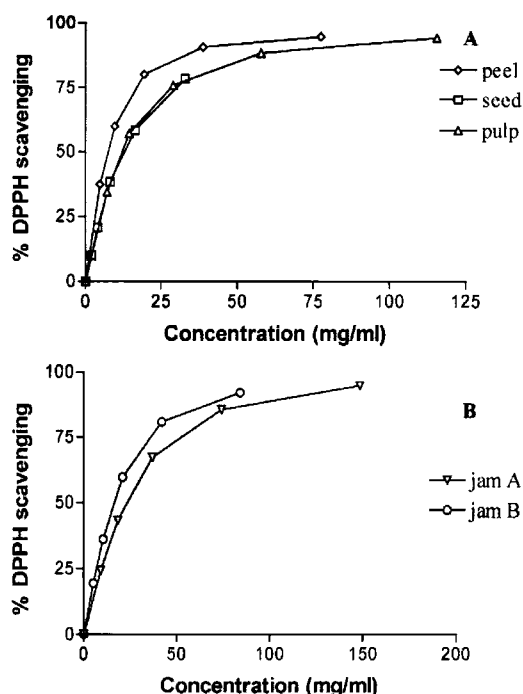 100
A
peel
seed
pulp
75
50
25
0
% DPPH scavenging
0 25 50 75 100 125
Concentration (mg/ml)
100
B
jam A
jam B
75
50
25
0
% DPPH scavenging
0 50 100 150 200
Concentration (mg/ml)